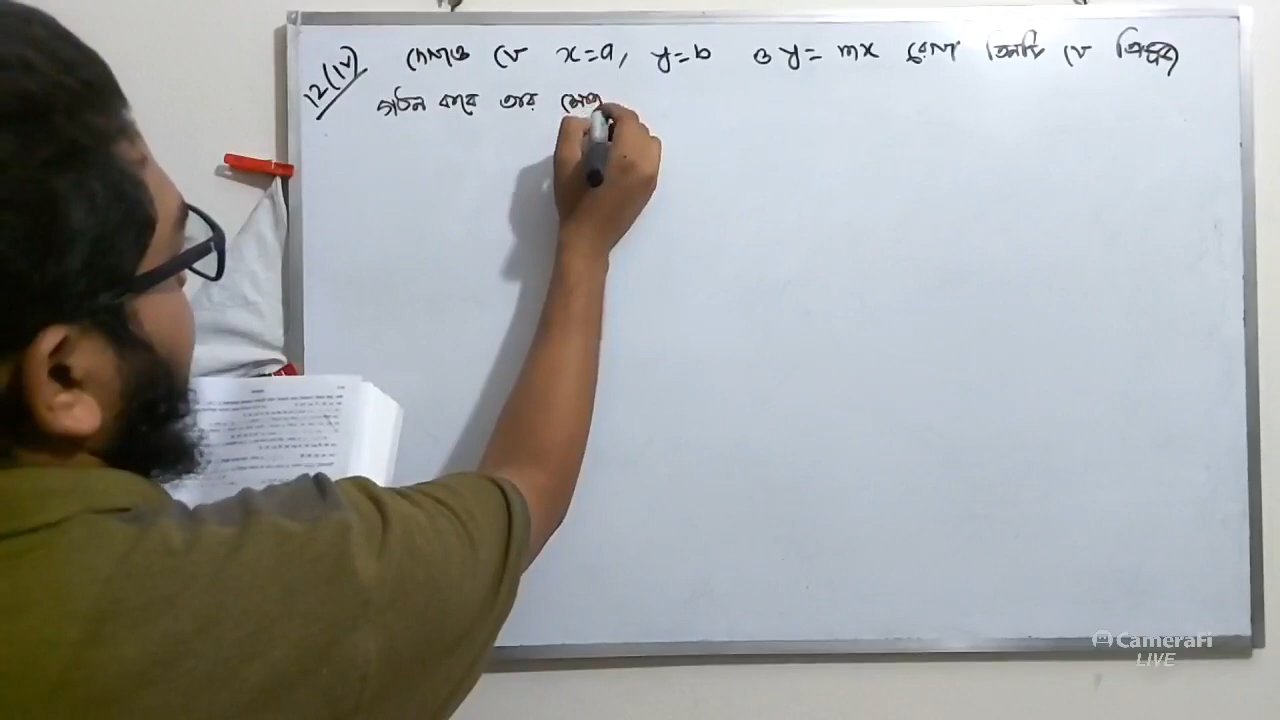 12(iv) দেখাও যে x=a, y=b ও y= mx রেখা তিনটি যে ত্রিভুজ
গঠন করে তার
CameraFi
LIVE